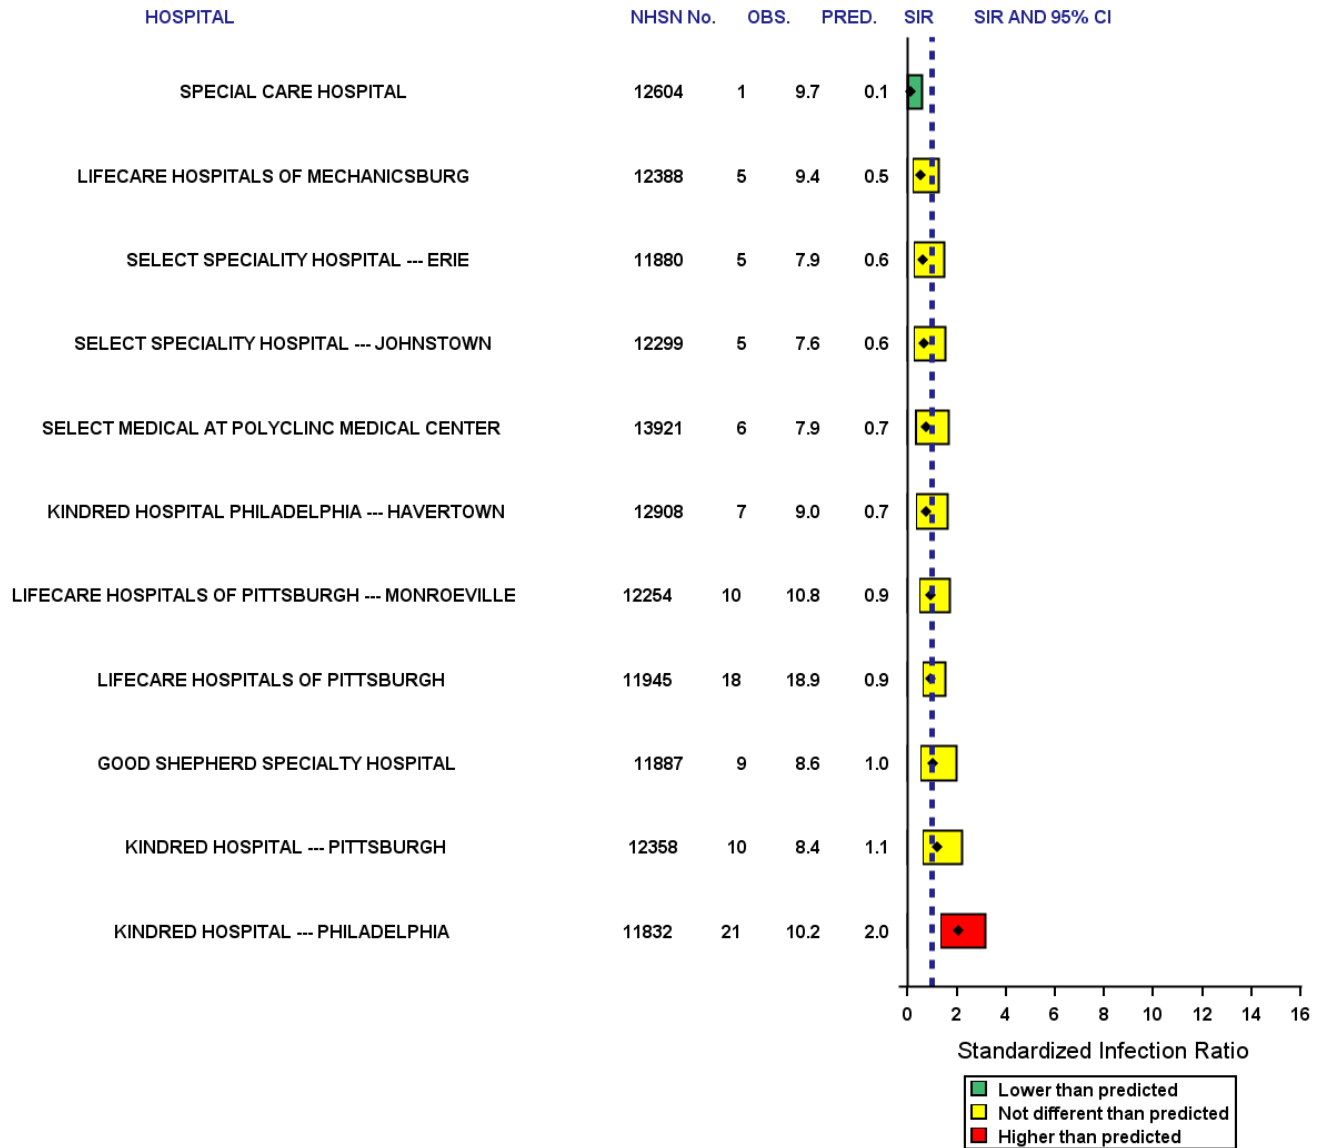 HOSPITAL NHSN No. OBS. PRED. SIR SIR AND 95% CI
SPECIAL CARE HOSPITAL 12604 1 9.7 0.1
LIFECARE HOSPITALS OF MECHANICSBURG 12388 5 9.4 0.5
SELECT SPECIALITY HOSPITAL --- ERIE 11880 5 7.9 0.6
SELECT SPECIALITY HOSPITAL --- JOHNSTOWN 12299 5 7.6 0.6
SELECT MEDICAL AT POLYCLINC MEDICAL CENTER 13921 6 7.9 0.7
KINDRED HOSPITAL PHILADELPHIA --- HAVERTOWN 12908 7 9.0 0.7
LIFECARE HOSPITALS OF PITTSBURGH --- MONROEVILLE 12254 10 10.8 0.9
LIFECARE HOSPITALS OF PITTSBURGH 11945 18 18.9 0.9
GOOD SHEPHERD SPECIALTY HOSPITAL 11887 9 8.6 1.0
KINDRED HOSPITAL --- PITTSBURGH 12358 10 8.4 1.1
KINDRED HOSPITAL --- PHILADELPHIA 11832 21 10.2 2.0
0 2 4 6 8 10 12 14 16
Standardized Infection Ratio
Lower than predicted
Not different than predicted
Higher than predicted